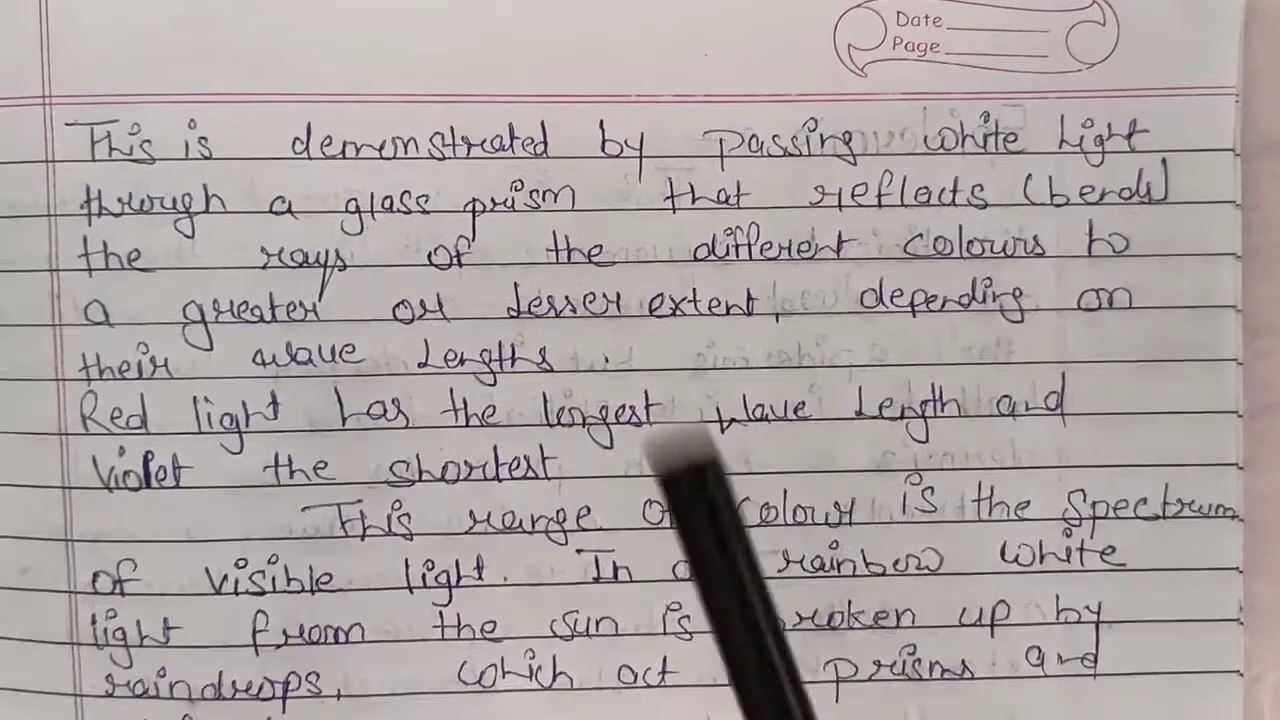 Date
Page
This is demonstrated by passing white light
through a glass prism that reflects (bends)
the rays of the different colours to
a greater or lesser extent, depending on
their wave lengths.
Red light has the longest wave length and
violet the shortest
This range of colour is the spectrum
of visible light. In rainbow white
light from the sun is broken up by
raindrops, which act prisms and